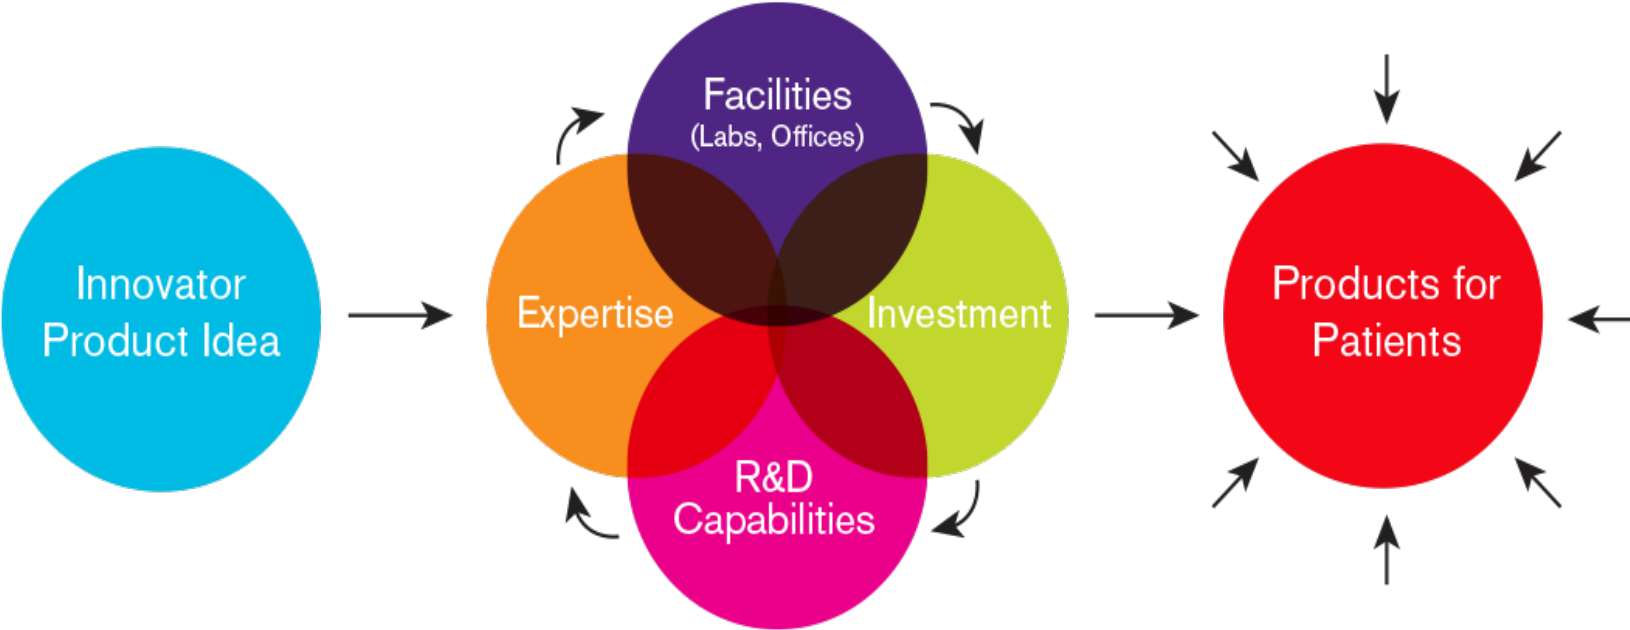 Innovator
Product Idea
Facilities
(Labs, Offices)
Expertise
Investment
R&D
Capabilities
Products for
Patients